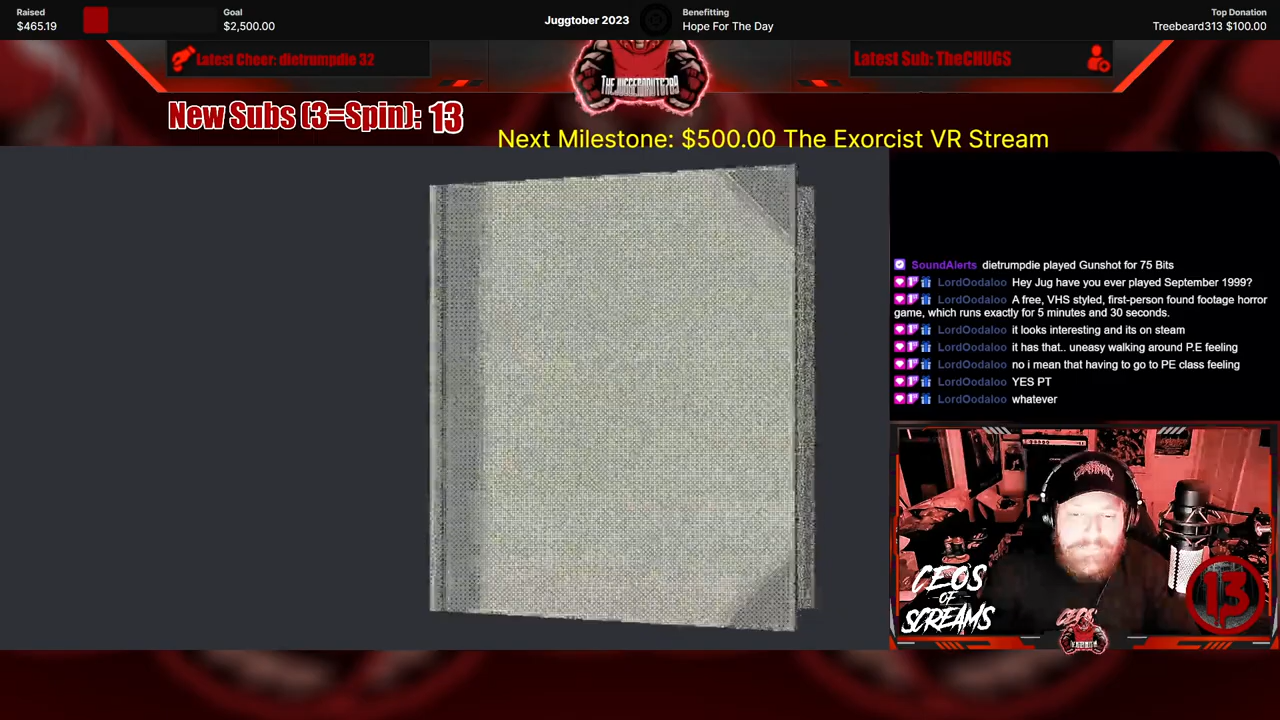 Raised
$465.19
Goal
$2,500.00
Juggtober 2023
Benefitting
Hope For The Day
Top Donation
Treebeard313 $100.00
Latest Cheer: dietrumpdie 32
THEJUGGERNAUT6789
Latest Sub: TheCHUGS
New Subs (3=Spin): 13
Next Milestone: $500.00 The Exorcist VR Stream
SoundAlerts dietrumpdie played Gunshot for 75 Bits
LordOodaloo Hey Jug have you ever played September 1999?
LordOodaloo A free, VHS styled, first-person found footage horror
game, which runs exactly for 5 minutes and 30 seconds.
LordOodaloo it looks interesting and its on steam
LordOodaloo it has that.. uneasy walking around P.E feeling
LordOodaloo no i mean that having to go to PE class feeling
LordOodaloo YES PT
LordOodaloo whatever
CEOS
OF
SCREAMS
CEOS
13